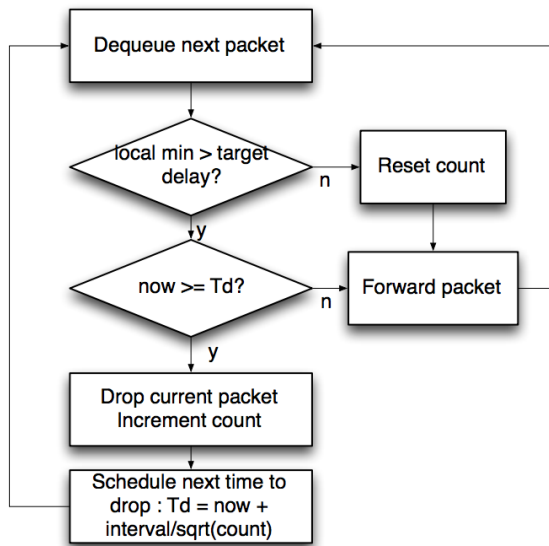 Dequeue next packet
local min > target
delay?
n
Reset count
y
now >= Td?
n
Forward packet
y
Drop current packet
Increment count
Schedule next time to
drop : Td = now +
interval/sqrt(count)